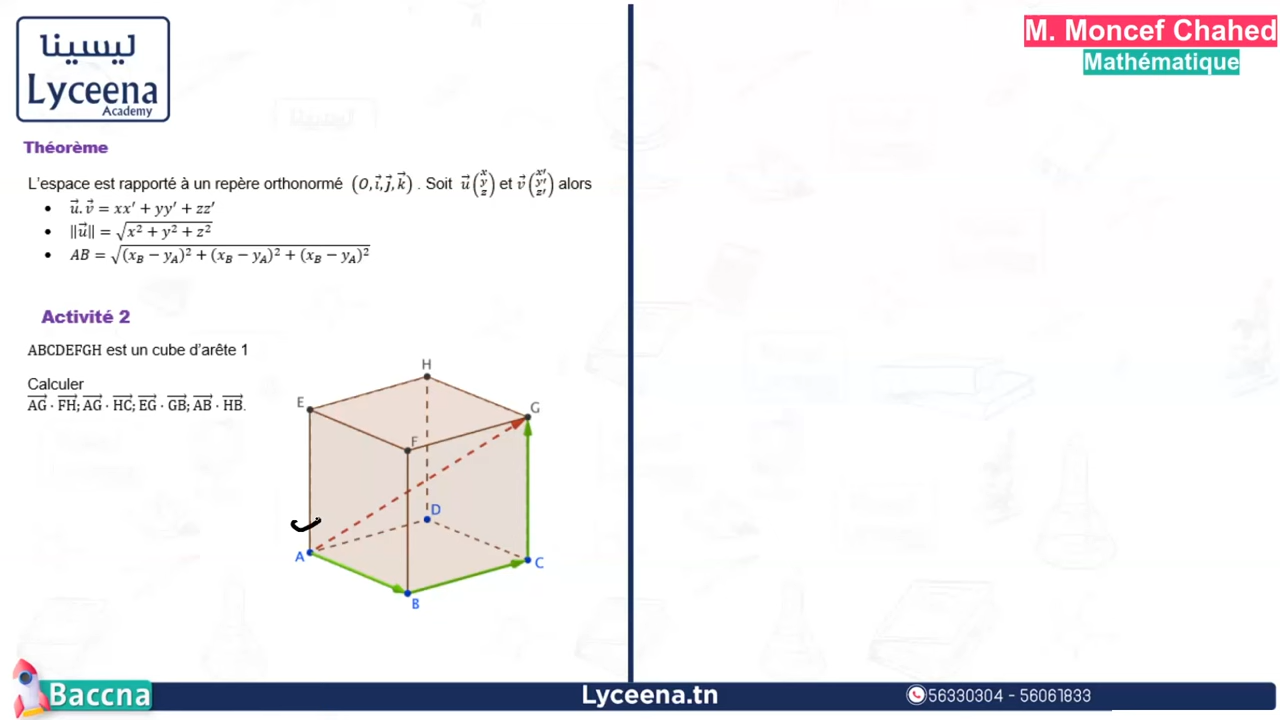 ليسينا
Lyceena
Academy
M. Moncef Chahed
Mathématique
Théorème
L'espace est rapporté à un repère orthonormé (O, i⃗, j⃗, k⃗) . Soit u⃗(x y z) et v⃗(x' y' z') alors
• u⃗. v⃗ = xx′ + yy′ + zz′
• ‖u⃗‖ = √(x² + y² + z²)
• AB = √((x_B − y_A)² + (x_B − y_A)² + (x_B − y_A)²)
Activité 2
ABCDEFGH est un cube d'arête 1
Calculer
AG⃗ · FH⃗; AG⃗ · HC⃗; EG⃗ · GB⃗; AB⃗ · HB⃗.
H
E
G
F
D
A
C
B
Baccna
Lyceena.tn
56330304 - 56061833